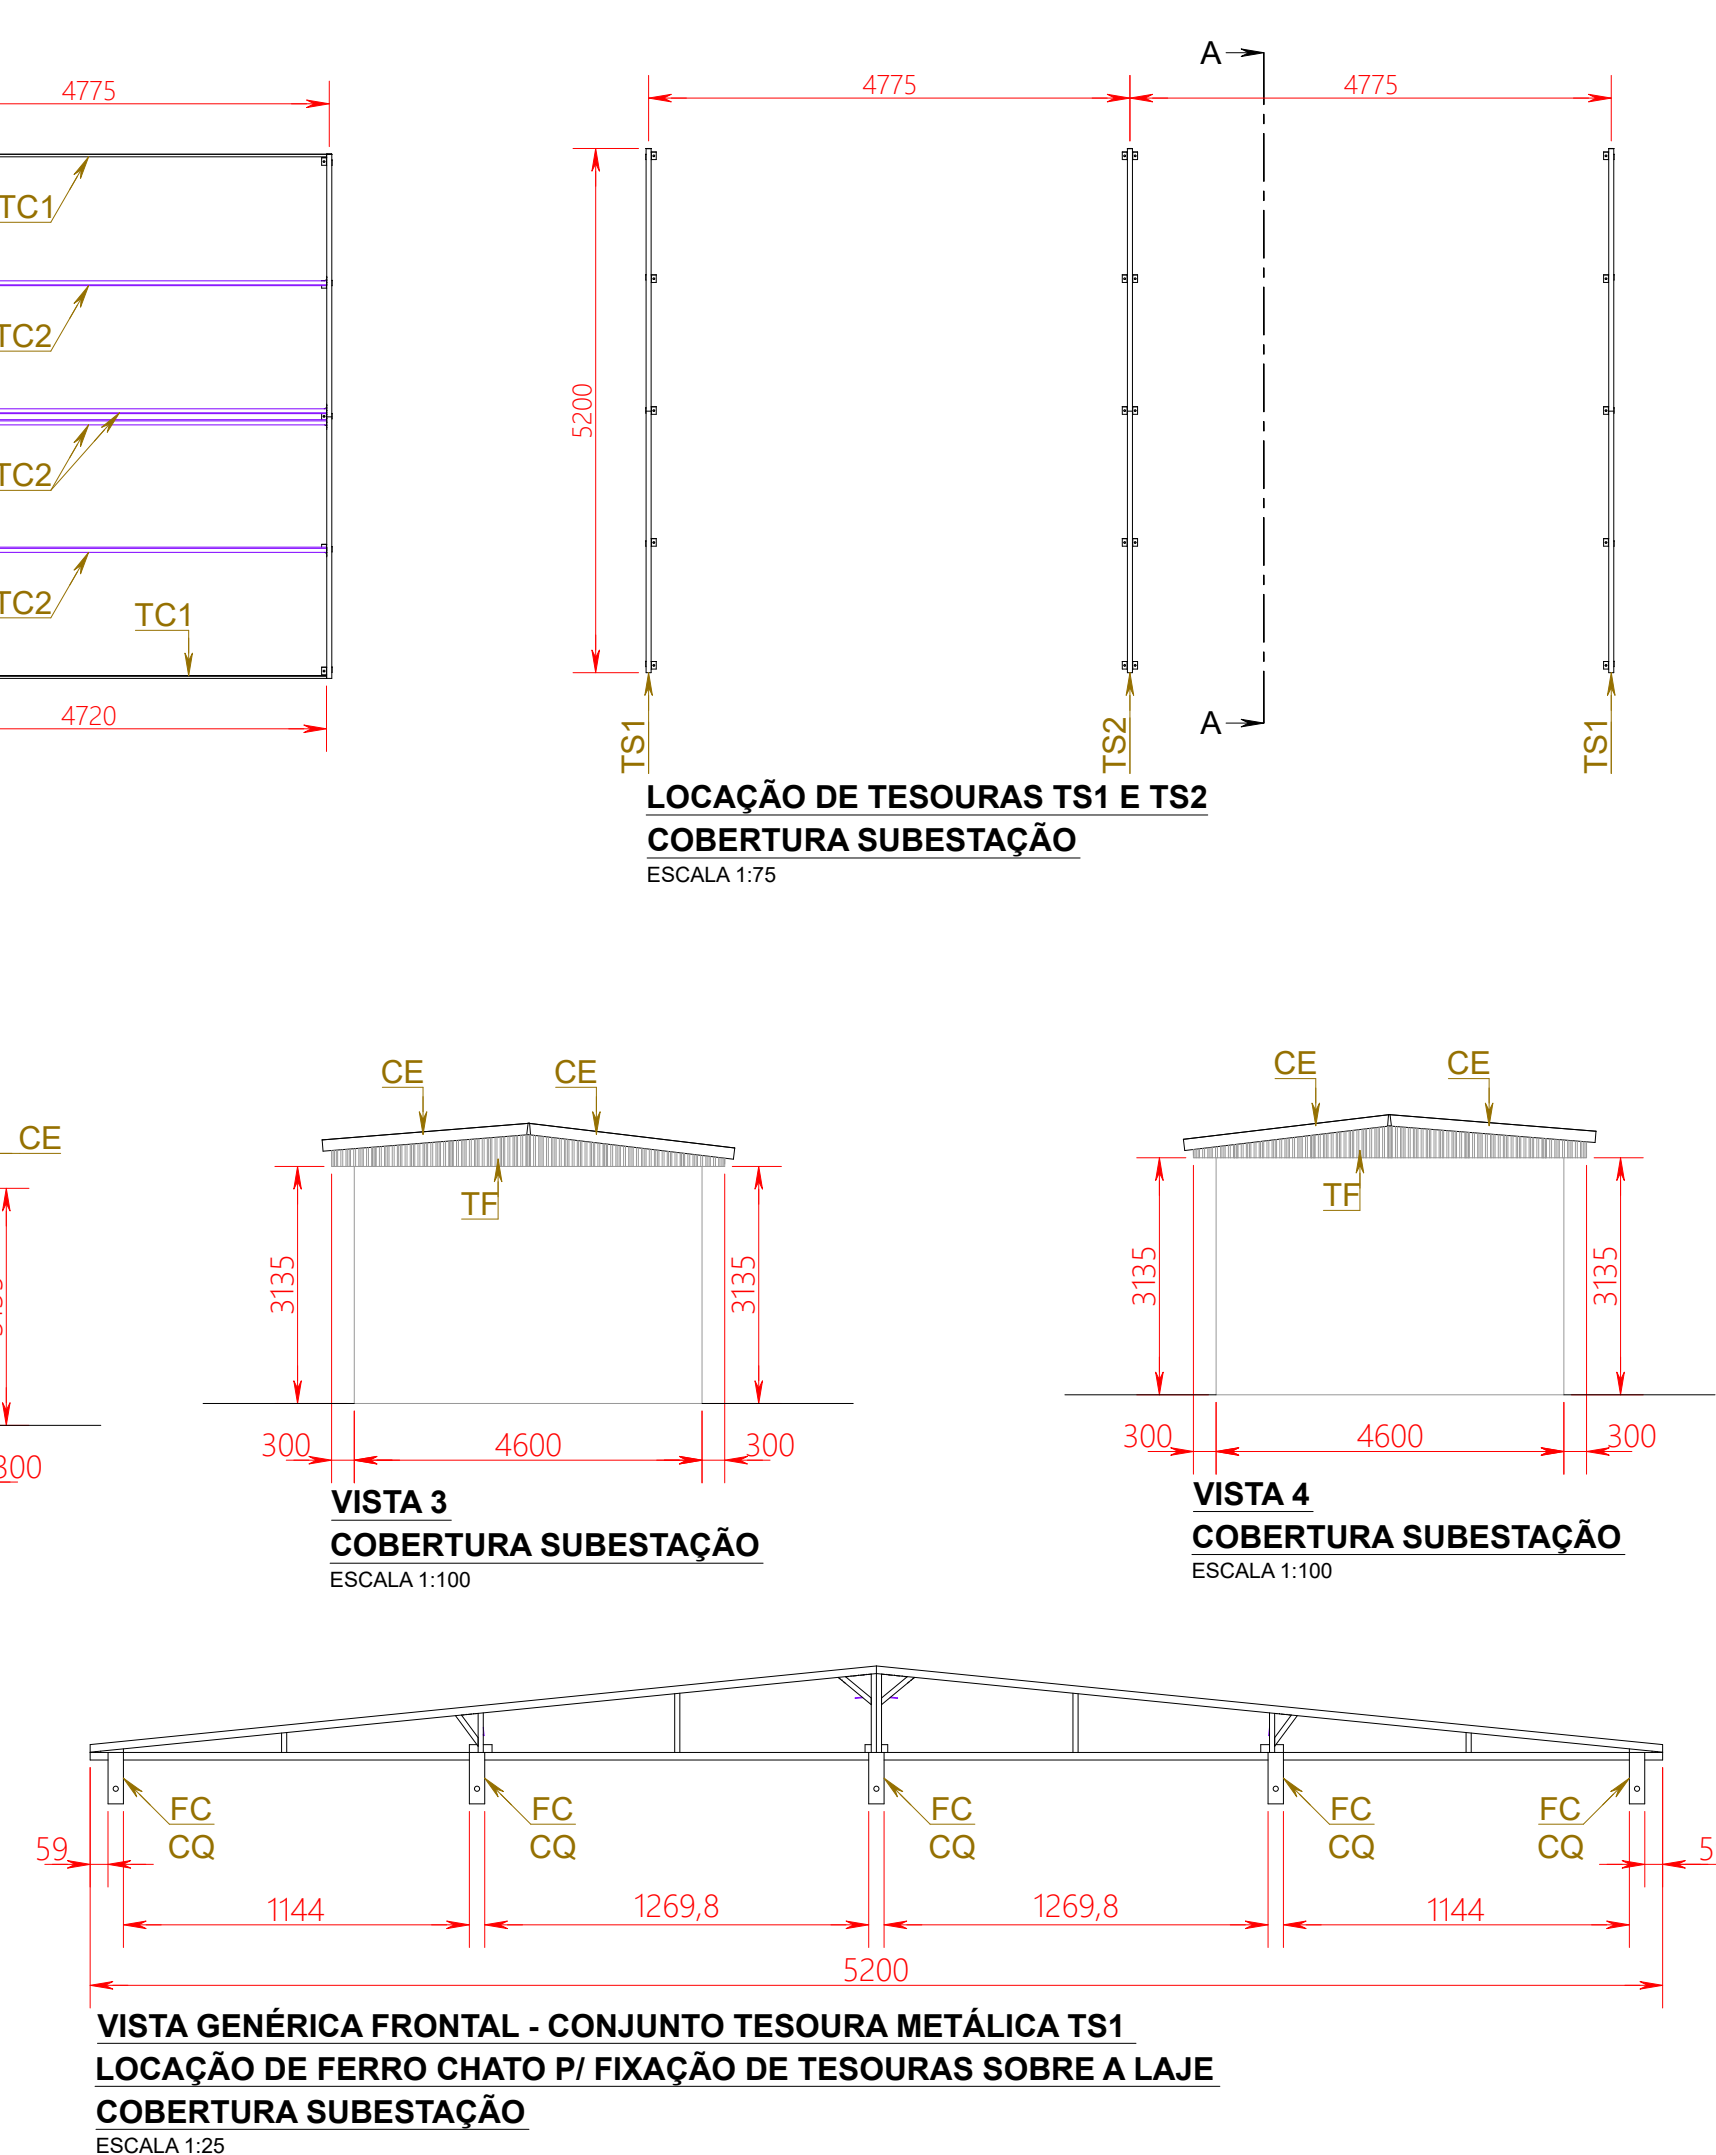 4775
TC1
TC2
TC2
TC2
TC1
4720
4775
4775
A
5200
A
TS1
TS2
TS1
LOCAÇÃO DE TESOURAS TS1 E TS2
COBERTURA SUBESTAÇÃO
ESCALA 1:75
CE
300
CE
CE
TF
3135
3135
300
4600
300
VISTA 3
COBERTURA SUBESTAÇÃO
ESCALA 1:100
CE
CE
TF
3135
3135
300
4600
300
VISTA 4
COBERTURA SUBESTAÇÃO
ESCALA 1:100
FC
CQ
FC
CQ
FC
CQ
FC
CQ
FC
CQ
59
5
1144
1269,8
1269,8
1144
5200
VISTA GENÉRICA FRONTAL - CONJUNTO TESOURA METÁLICA TS1
LOCAÇÃO DE FERRO CHATO P/ FIXAÇÃO DE TESOURAS SOBRE A LAJE
COBERTURA SUBESTAÇÃO
ESCALA 1:25